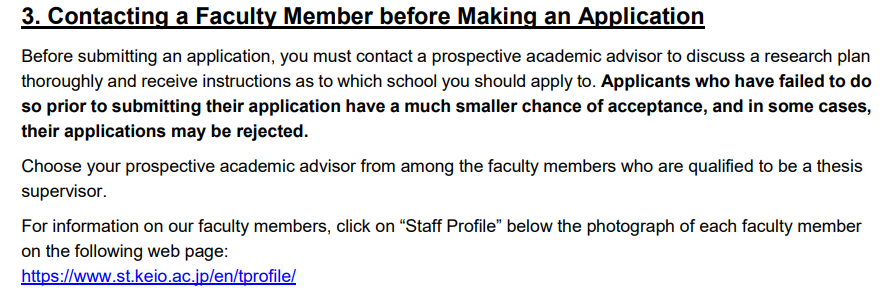 3. Contacting a Faculty Member before Making an Application
Before submitting an application, you must contact a prospective academic advisor to discuss a research plan
thoroughly and receive instructions as to which school you should apply to. Applicants who have failed to do
so prior to submitting their application have a much smaller chance of acceptance, and in some cases,
their applications may be rejected.
Choose your prospective academic advisor from among the faculty members who are qualified to be a thesis
supervisor.
For information on our faculty members, click on “Staff Profile” below the photograph of each faculty member
on the following web page:
https://www.st.keio.ac.jp/en/tprofile/